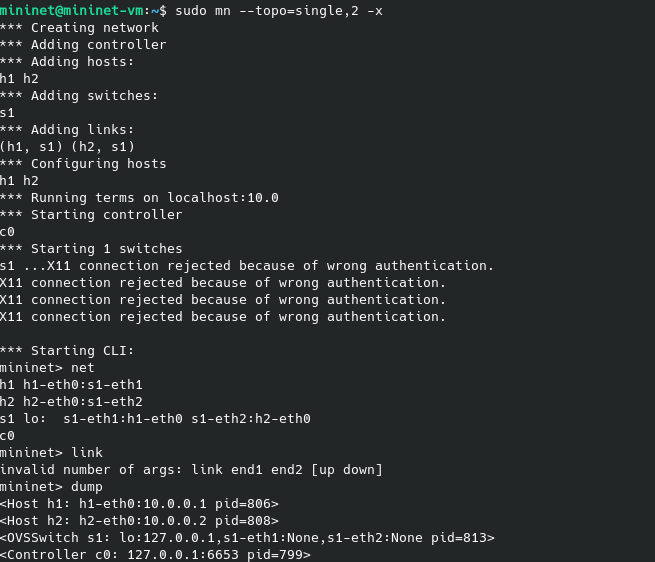 mininet@mininet-vm:~$ sudo mn --topo=single,2 -x
*** Creating network
*** Adding controller
*** Adding hosts:
h1 h2
*** Adding switches:
s1
*** Adding links:
(h1, s1) (h2, s1)
*** Configuring hosts
h1 h2
*** Running terms on localhost:10.0
*** Starting controller
c0
*** Starting 1 switches
s1 ...X11 connection rejected because of wrong authentication.
X11 connection rejected because of wrong authentication.
X11 connection rejected because of wrong authentication.
X11 connection rejected because of wrong authentication.
*** Starting CLI:
mininet> net
h1 h1-eth0:s1-eth1
h2 h2-eth0:s1-eth2
s1 lo:  s1-eth1:h1-eth0 s1-eth2:h2-eth0
c0
mininet> link
invalid number of args: link end1 end2 [up down]
mininet> dump
<Host h1: h1-eth0:10.0.0.1 pid=806>
<Host h2: h2-eth0:10.0.0.2 pid=808>
<OVSSwitch s1: lo:127.0.0.1,s1-eth1:None,s1-eth2:None pid=813>
<Controller c0: 127.0.0.1:6653 pid=799>